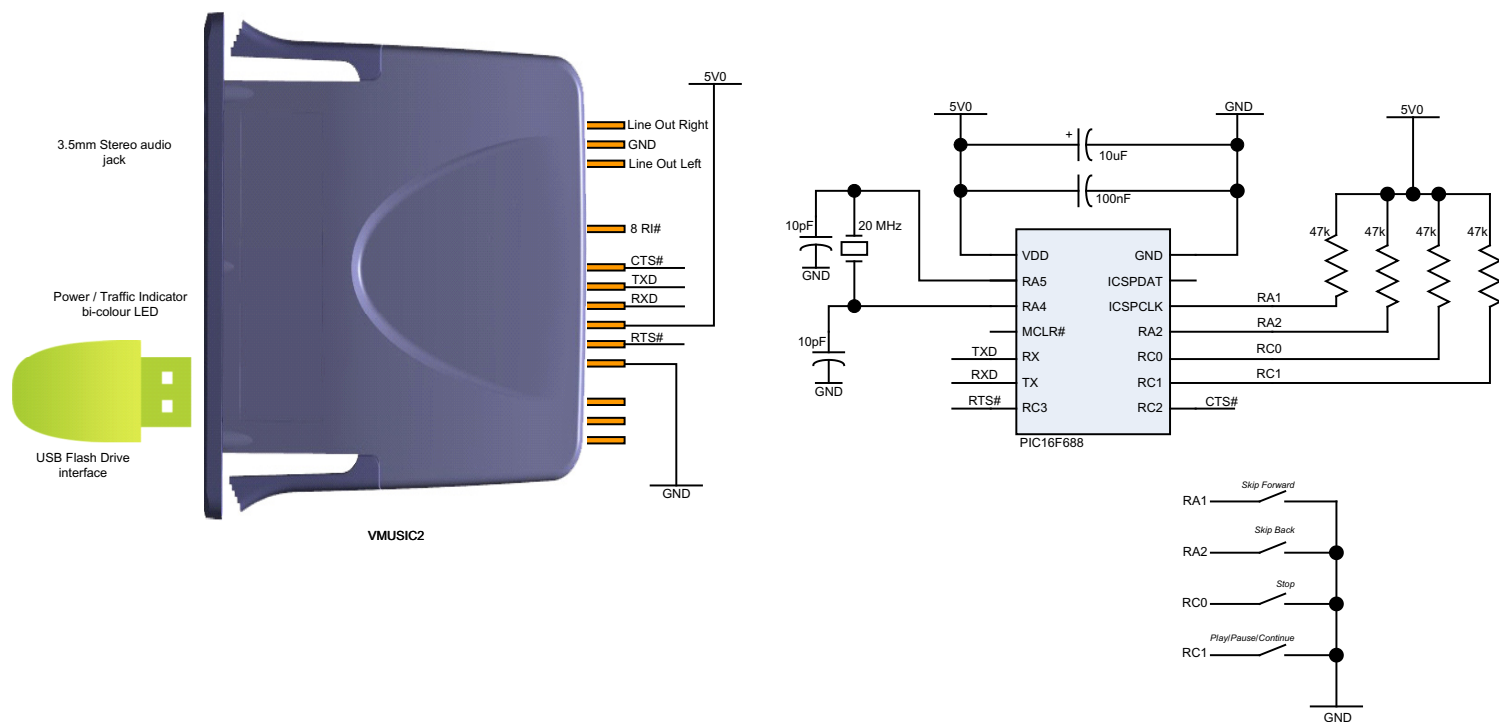 3.5mm Stereo audio
jack
Power / Traffic Indicator
bi-colour LED
USB Flash Drive
interface
VMUSIC2
5V0
Line Out Right
GND
Line Out Left
8 RI#
CTS#
TXD
RXD
RTS#
GND
5V0
GND
+
10uF
100nF
10pF
20 MHz
GND
10pF
GND
VDD
RA5
RA4
MCLR#
RX
TX
RC3
GND
ICSPDAT
ICSPCLK
RA2
RC0
RC1
RC2
TXD
RXD
RTS#
PIC16F688
RA1
RA2
RC0
RC1
CTS#
5V0
47k
47k
47k
47k
RA1
Skip Forward
RA2
Skip Back
RC0
Stop
RC1
Play/Pause/Continue
GND